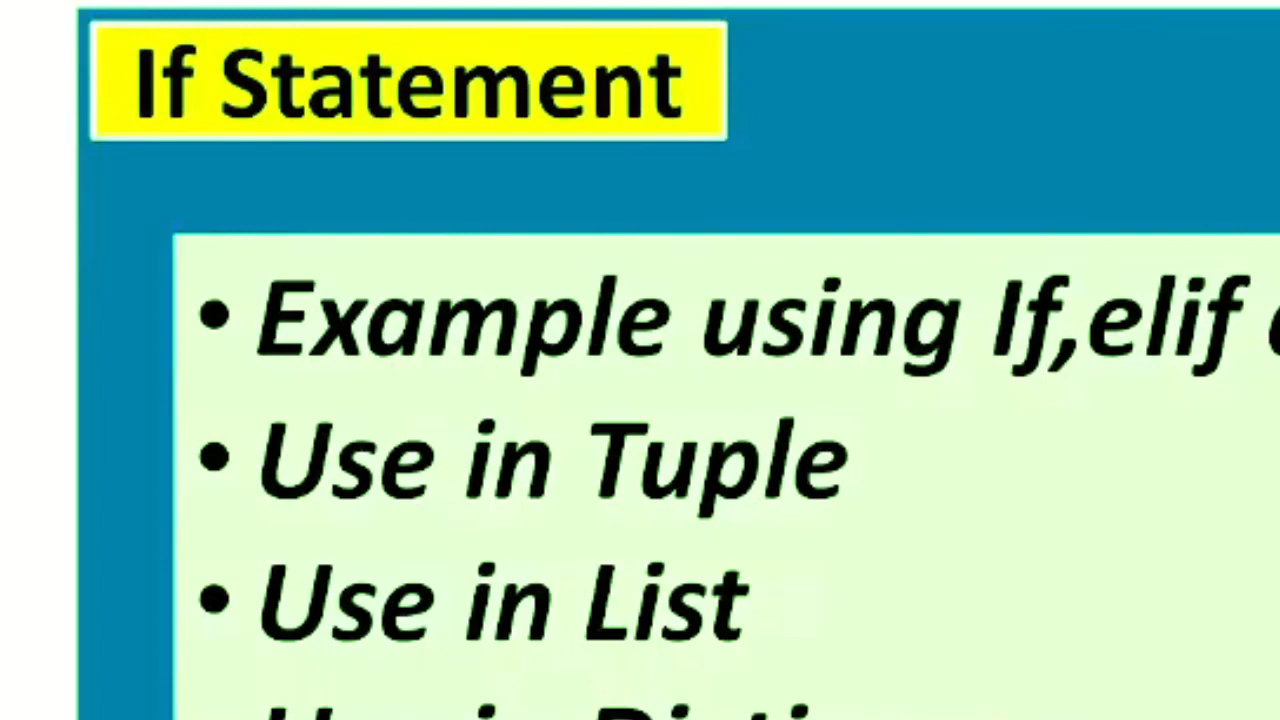 If Statement
• Example using If,elif
• Use in Tuple
• Use in List